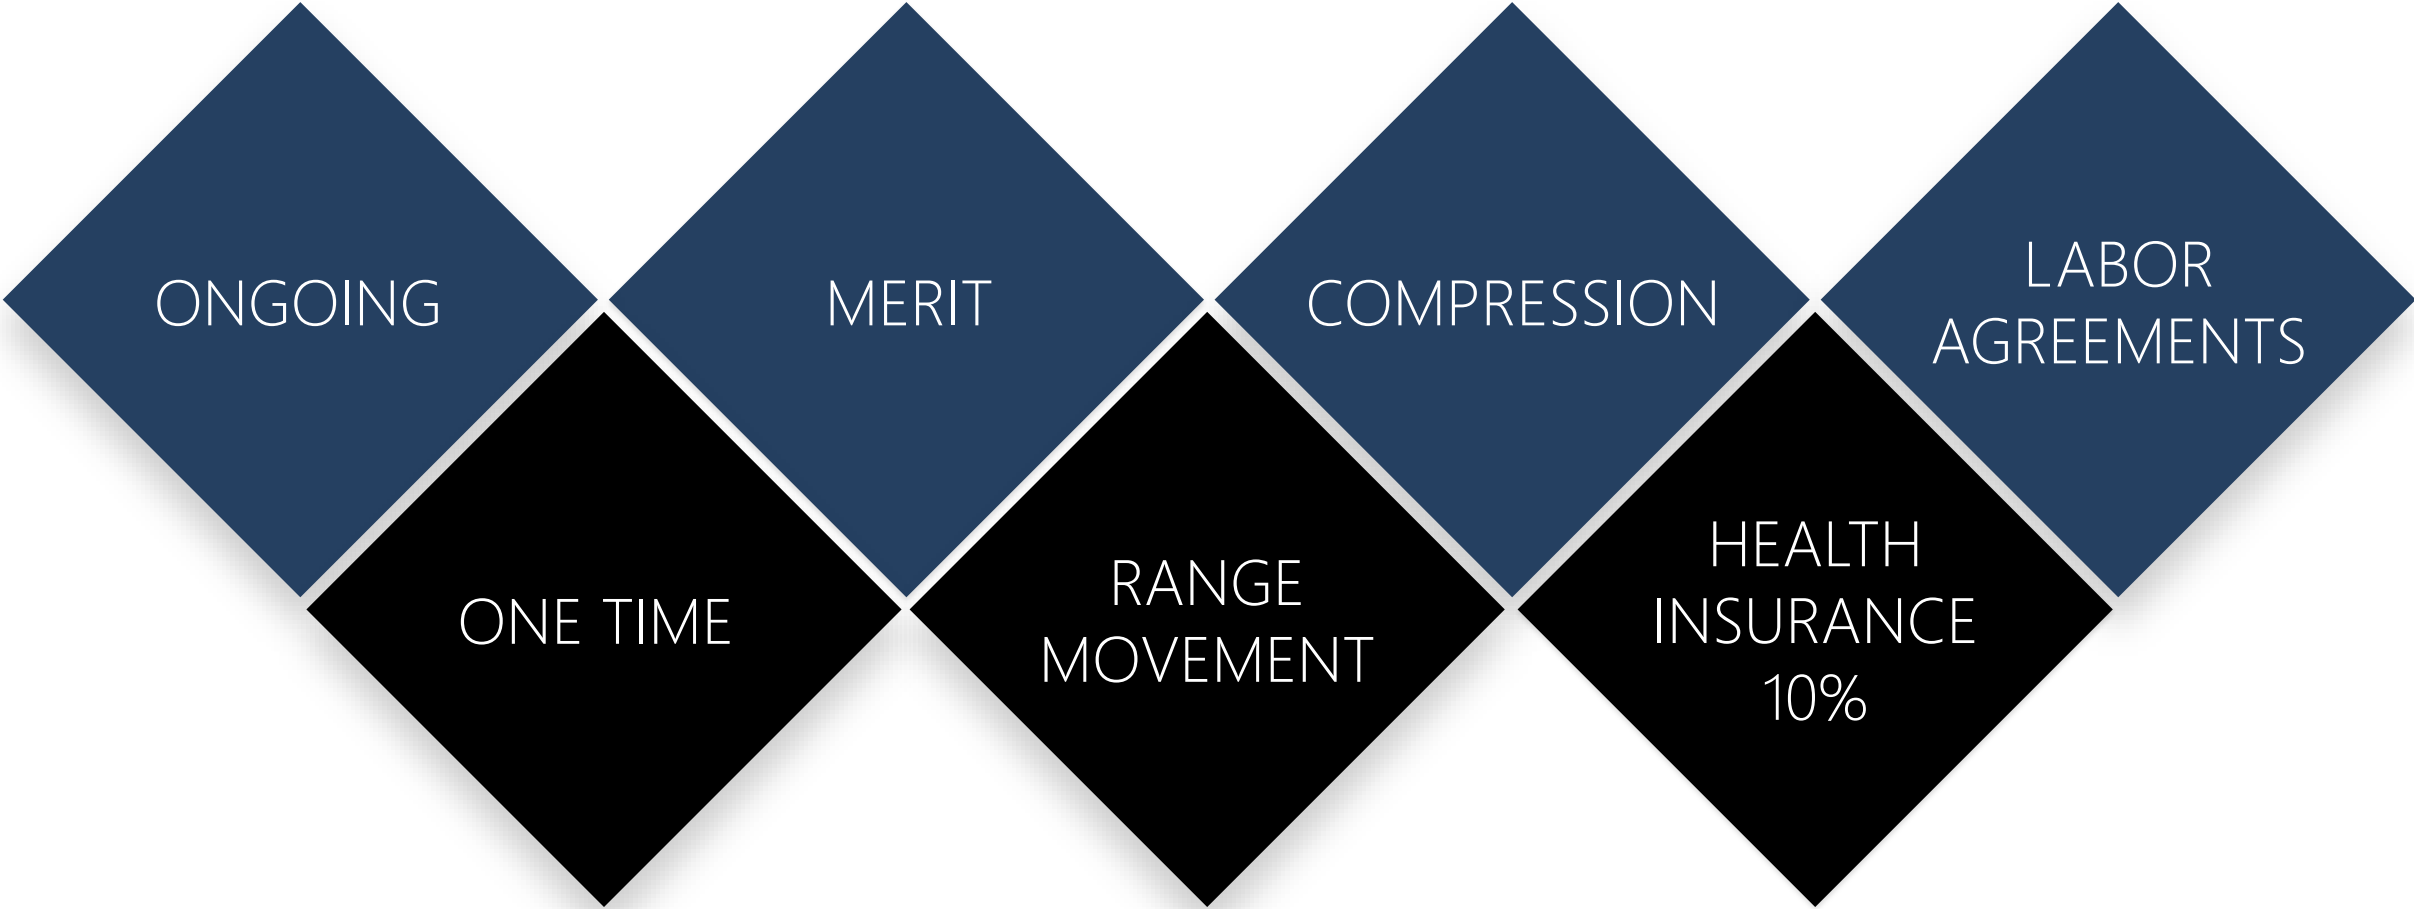 ONGOING
MERIT
COMPRESSION
LABOR
AGREEMENTS
ONE TIME
RANGE
MOVEMENT
HEALTH
INSURANCE
10%